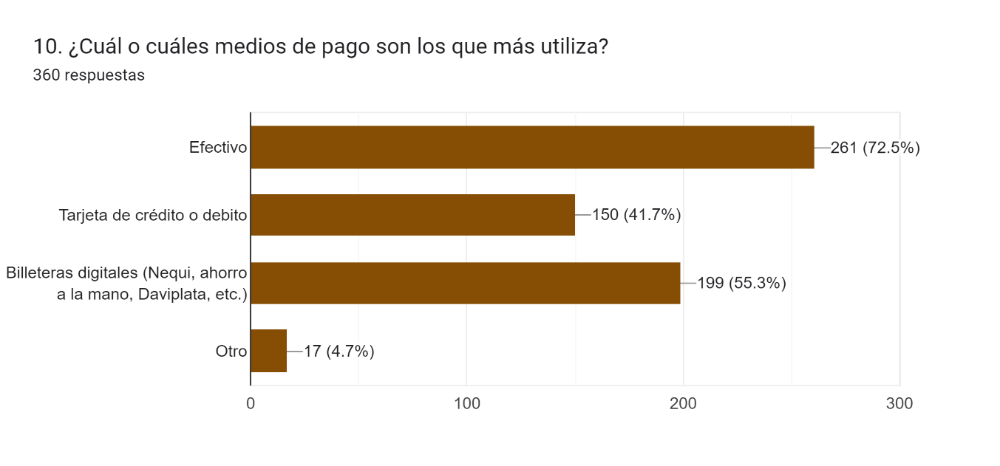 10. ¿Cuál o cuáles medios de pago son los que más utiliza?
360 respuestas
Efectivo
261 (72.5%)
Tarjeta de crédito o debito
150 (41.7%)
Billeteras digitales (Nequi, ahorro
a la mano, Daviplata, etc.)
199 (55.3%)
Otro
17 (4.7%)
0 100 200 300